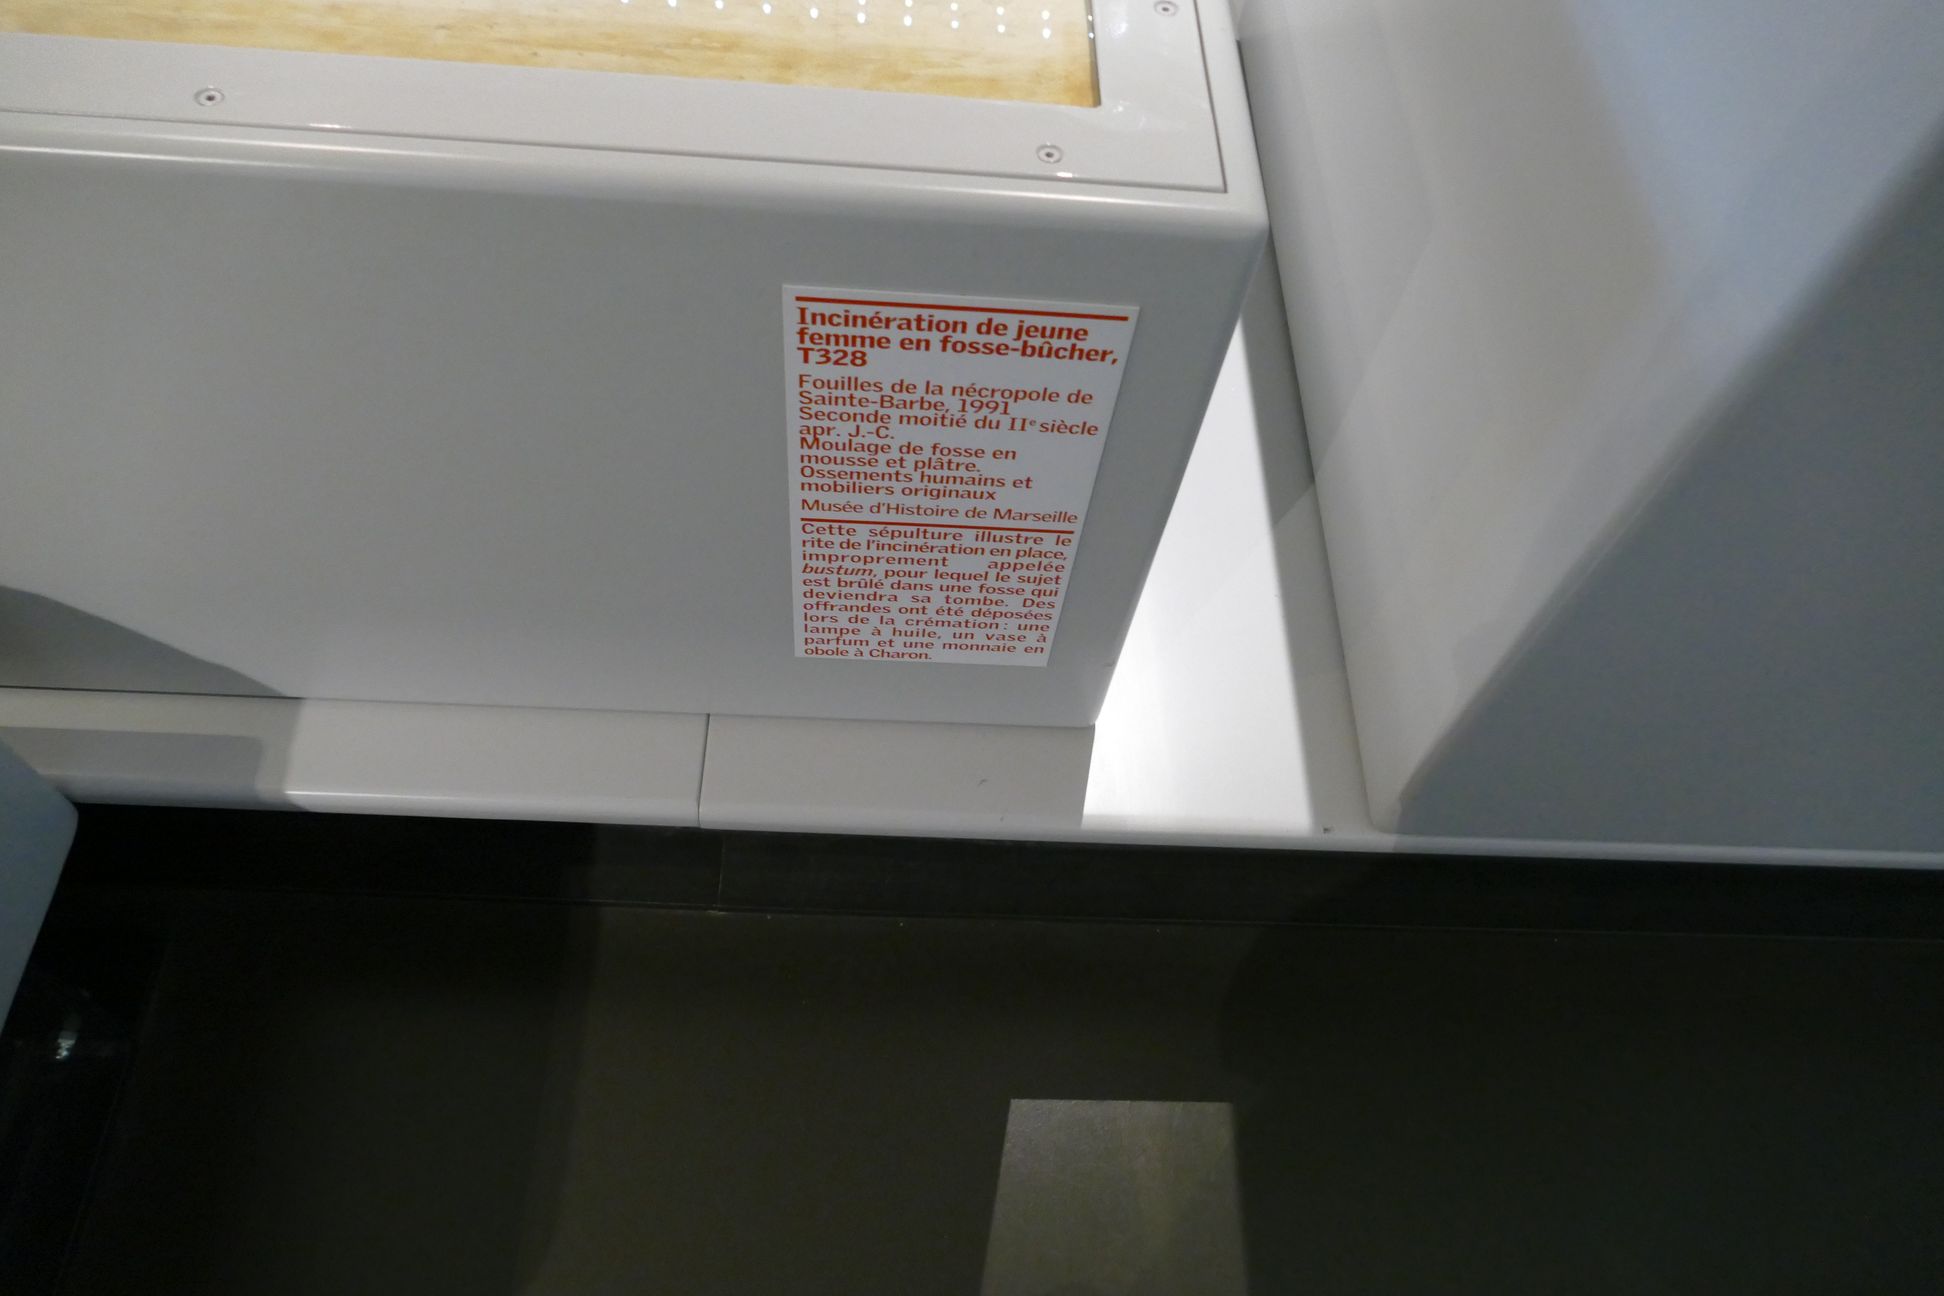 Incinération de jeune
femme en fosse-bûcher,
T328
Fouilles de la nécropole de
Sainte-Barbe, 1991
Seconde moitié du IIe siècle
apr. J.-C.
Moulage de fosse en
mousse et plâtre.
Ossements humains et
mobiliers originaux
Musée d'Histoire de Marseille
Cette sépulture illustre le
rite de l'incinération en place,
improprement appelée
bustum, pour lequel le sujet
est brûlé dans une fosse qui
deviendra sa tombe. Des
offrandes ont été déposées
lors de la crémation : une
lampe à huile, un vase à
parfum et une monnaie en
obole à Charon.